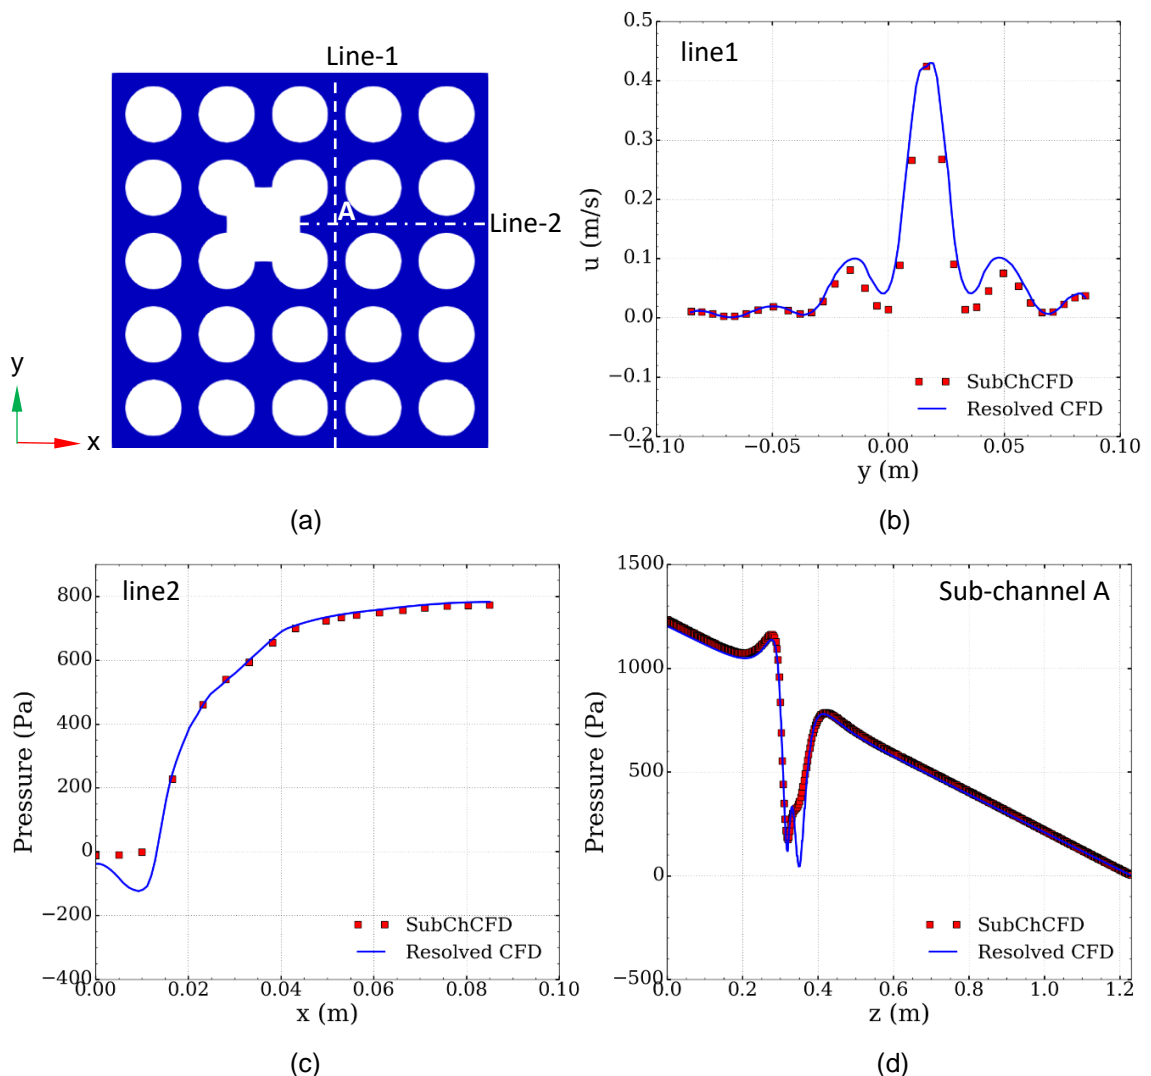 Line-1
A
Line-2
y
x
(a)
line1
u (m/s)
0.5
0.4
0.3
0.2
0.1
0.0
−0.1
−0.2
−0.10
−0.05
0.00
0.05
0.10
y (m)
SubChCFD
Resolved CFD
(b)
line2
Pressure (Pa)
800
600
400
200
0
−200
−400
0.00
0.02
0.04
0.06
0.08
0.10
x (m)
SubChCFD
Resolved CFD
(c)
Sub-channel A
Pressure (Pa)
1500
1000
500
0
−500
0.0
0.2
0.4
0.6
0.8
1.0
1.2
z (m)
SubChCFD
Resolved CFD
(d)